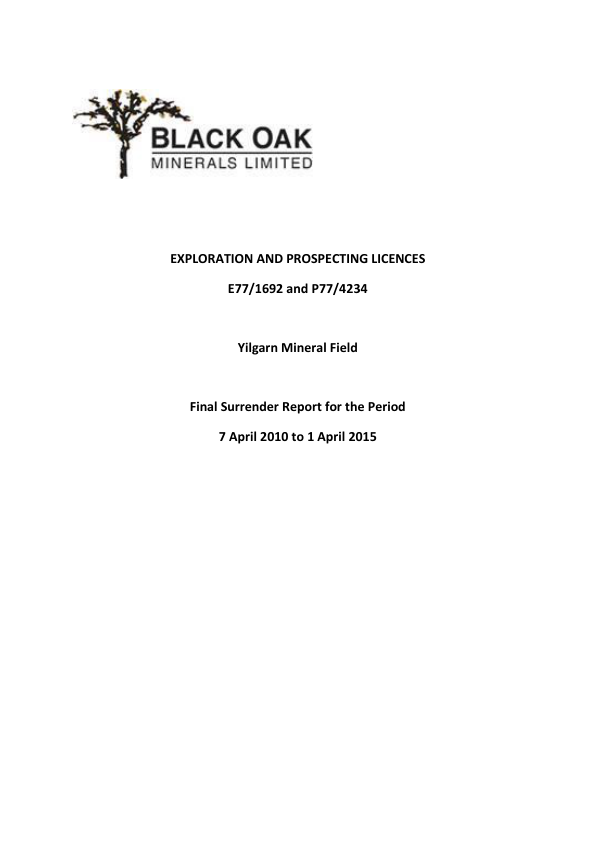 BLACK OAK
MINERALS LIMITED
EXPLORATION AND PROSPECTING LICENCES
E77/1692 and P77/4234
Yilgarn Mineral Field
Final Surrender Report for the Period
7 April 2010 to 1 April 2015